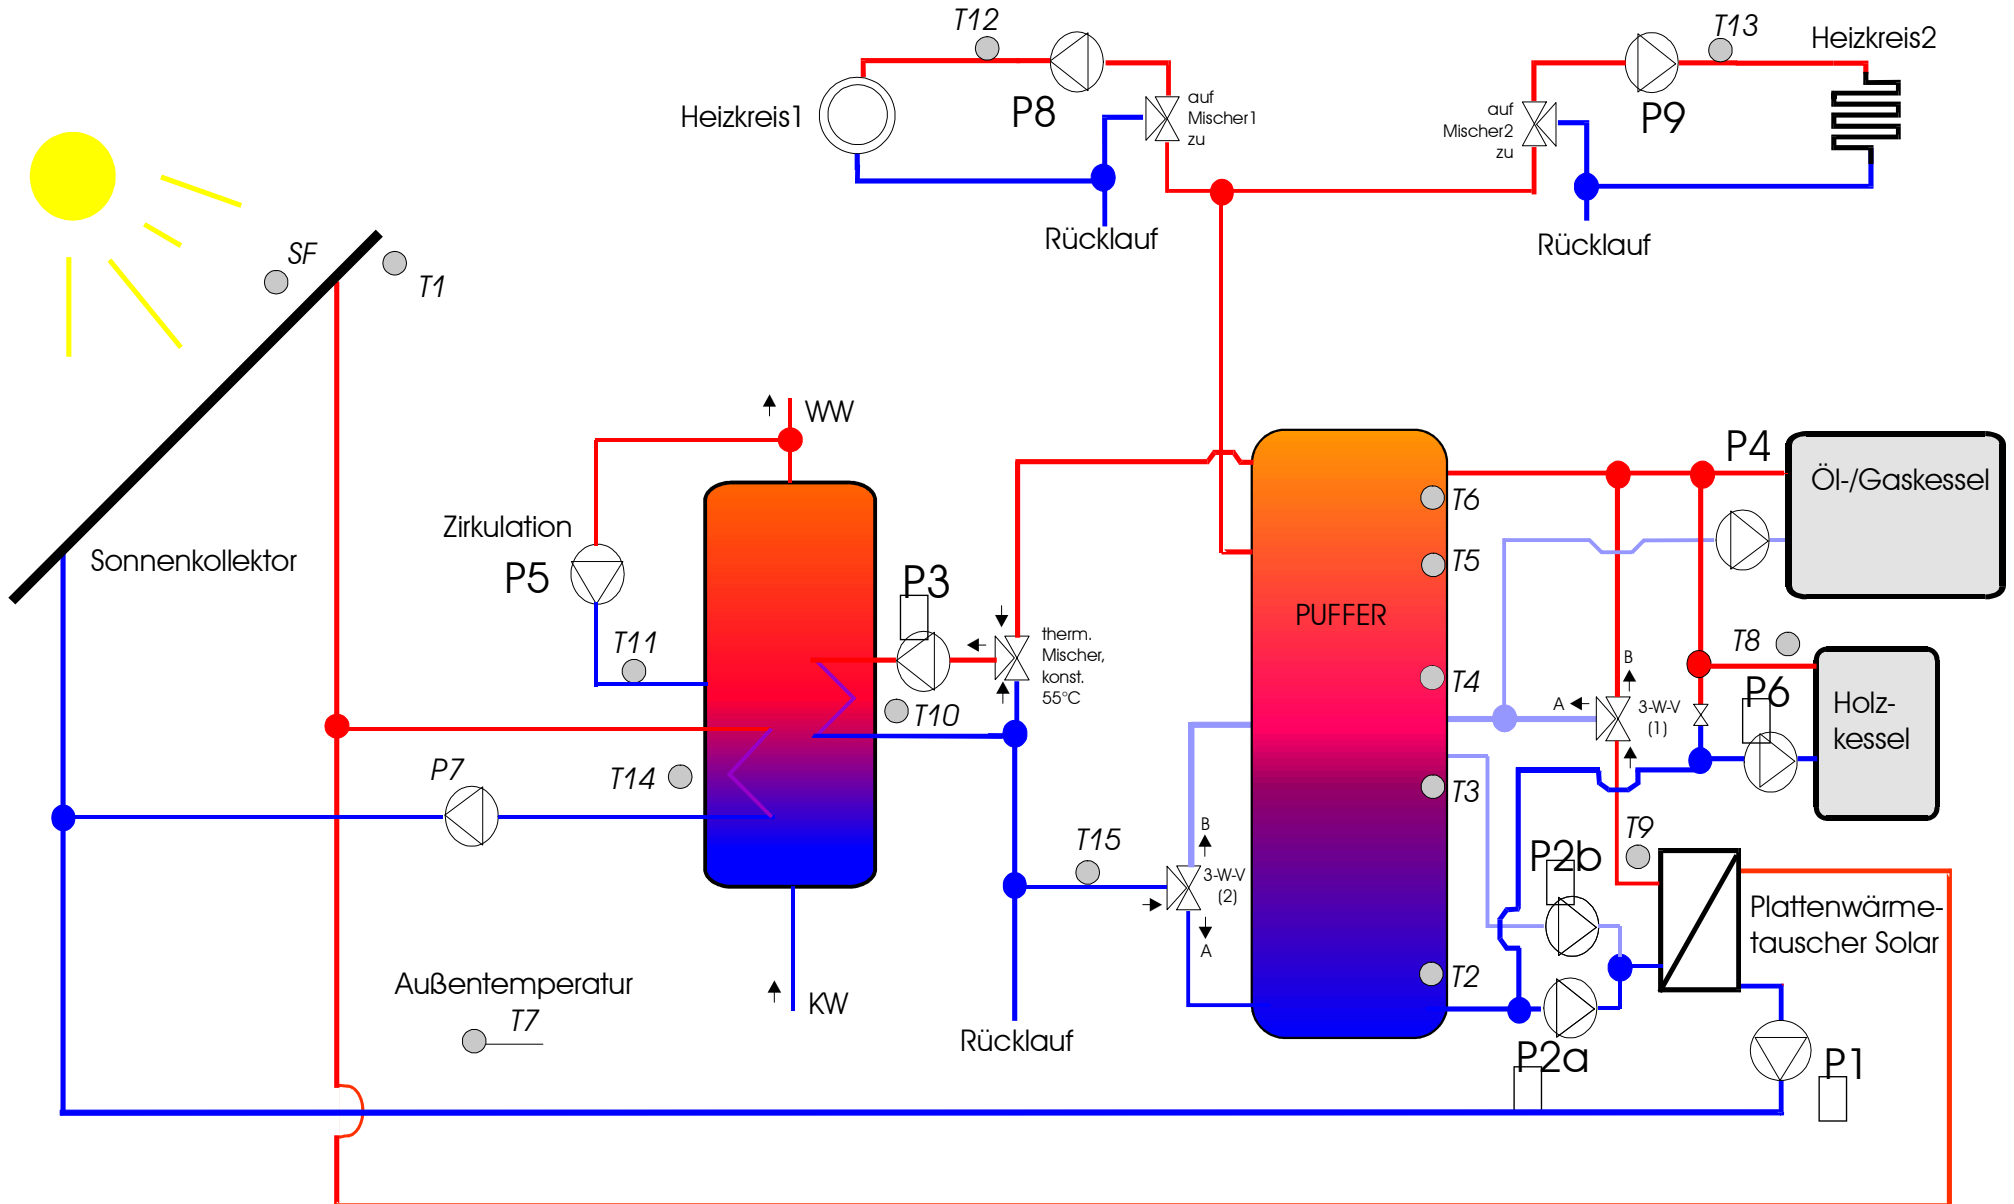 T12
T13
Heizkreis2
P8
P9
Heizkreis1
auf
Mischer1
zu
auf
Mischer2
zu
Rücklauf
Rücklauf
SF
T1
WW
Zirkulation
P5
Sonnenkollektor
P3
T11
therm.
Mischer,
konst.
55°C
T10
P7
T14
T15
B
3-W-V
(2)
A
PUFFER
T6
T5
T4
T3
T2
P4
Öl-/Gaskessel
T8
B
A
3-W-V
(1)
P6
Holz-
kessel
T9
P2b
Plattenwärme-
tauscher Solar
P2a
P1
Außentemperatur
T7
KW
Rücklauf